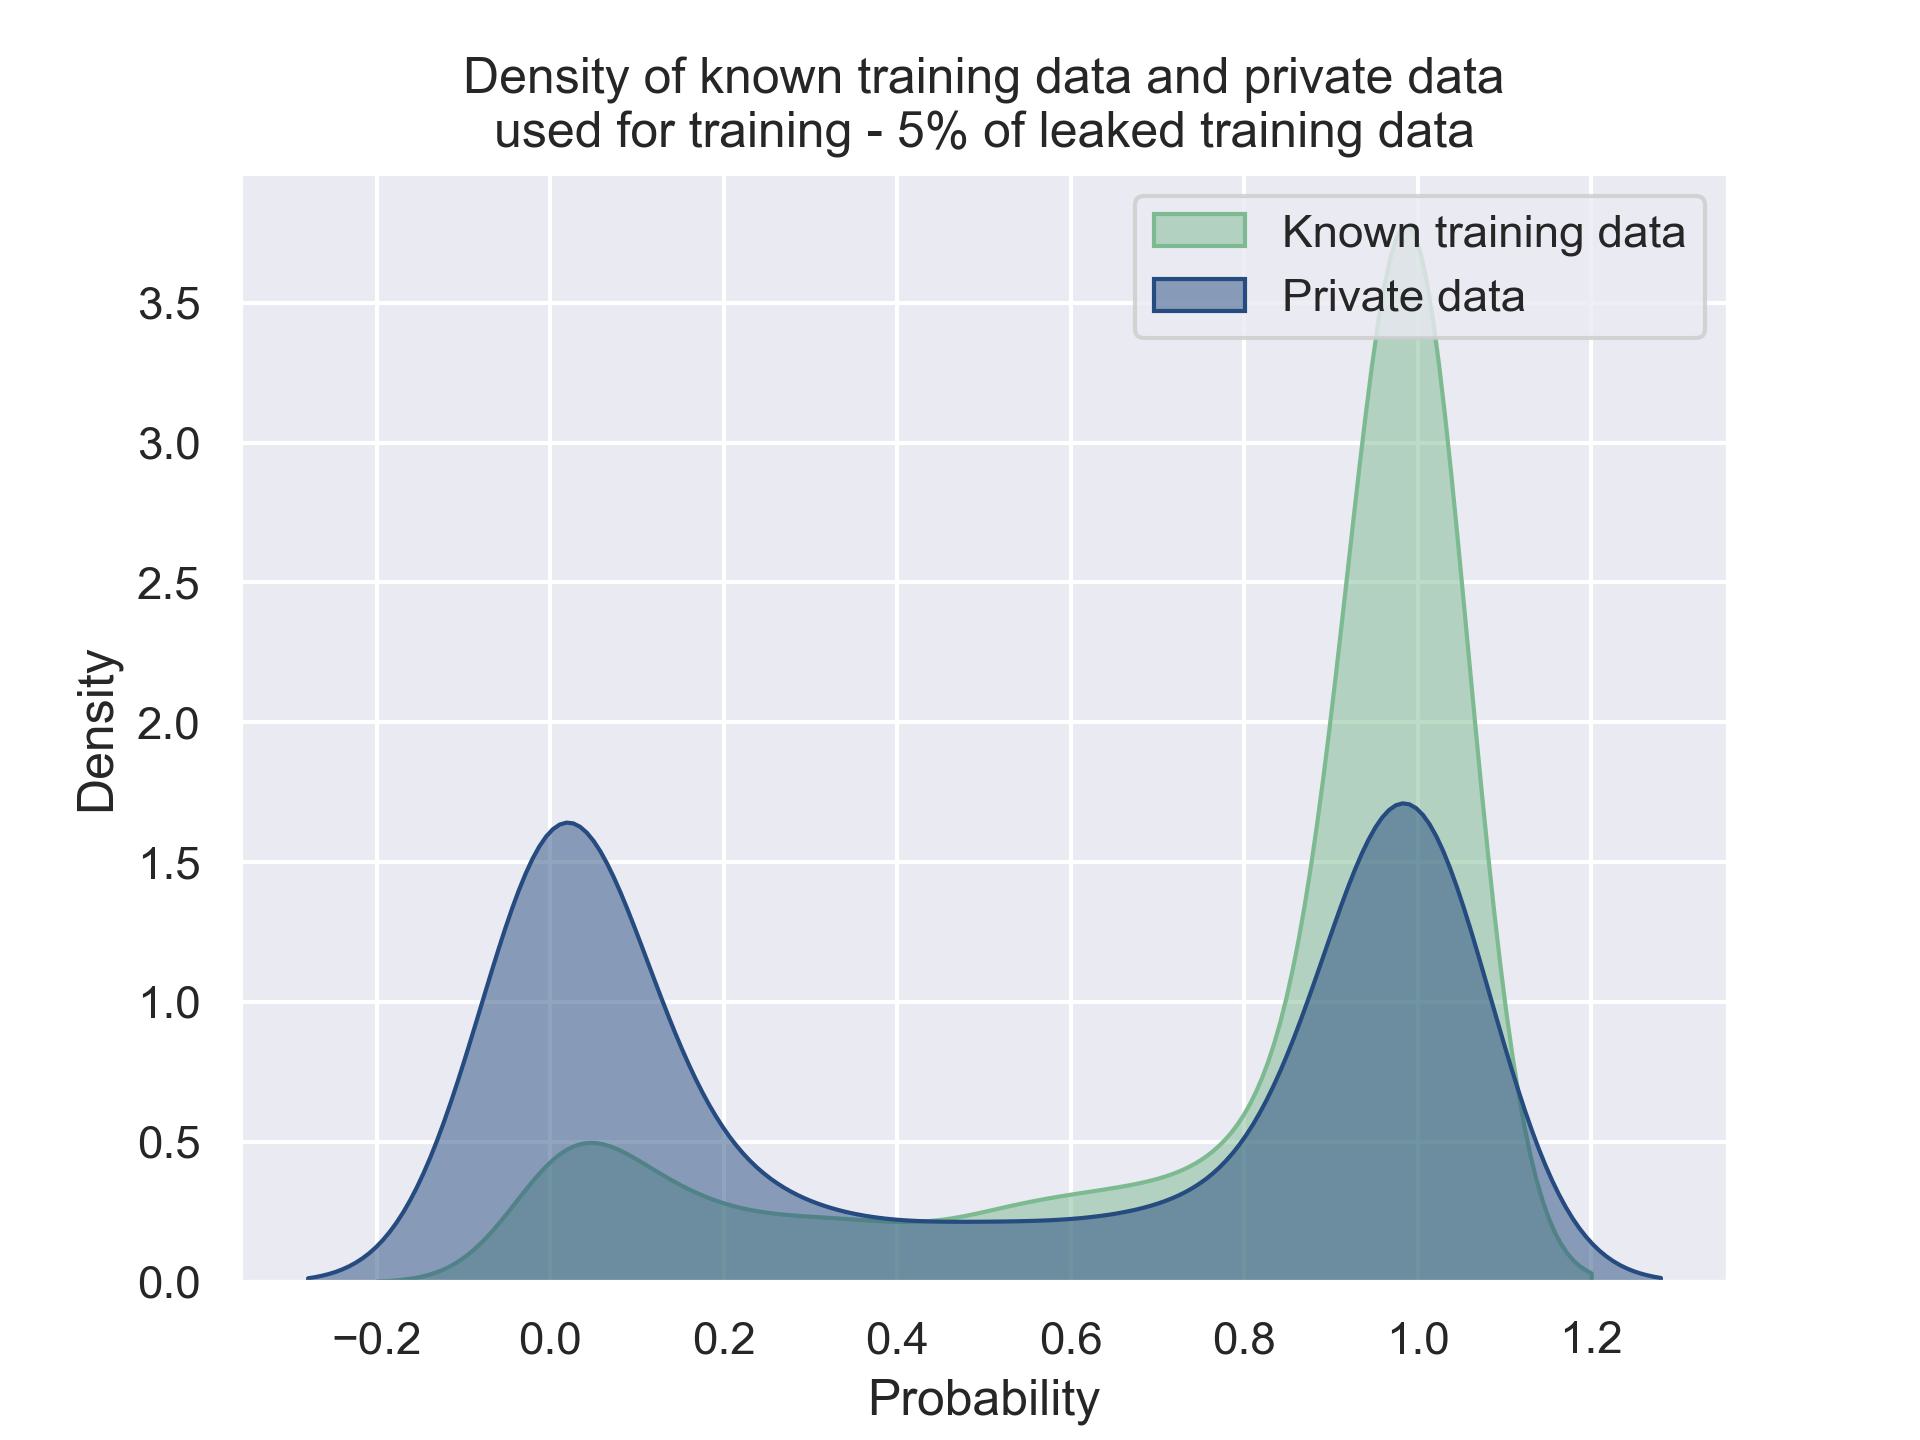 Density of known training data and private data
used for training - 5% of leaked training data
Known training data
Private data
3.5
3.0
2.5
2.0
1.5
1.0
0.5
0.0
Density
−0.2 0.0 0.2 0.4 0.6 0.8 1.0 1.2
Probability